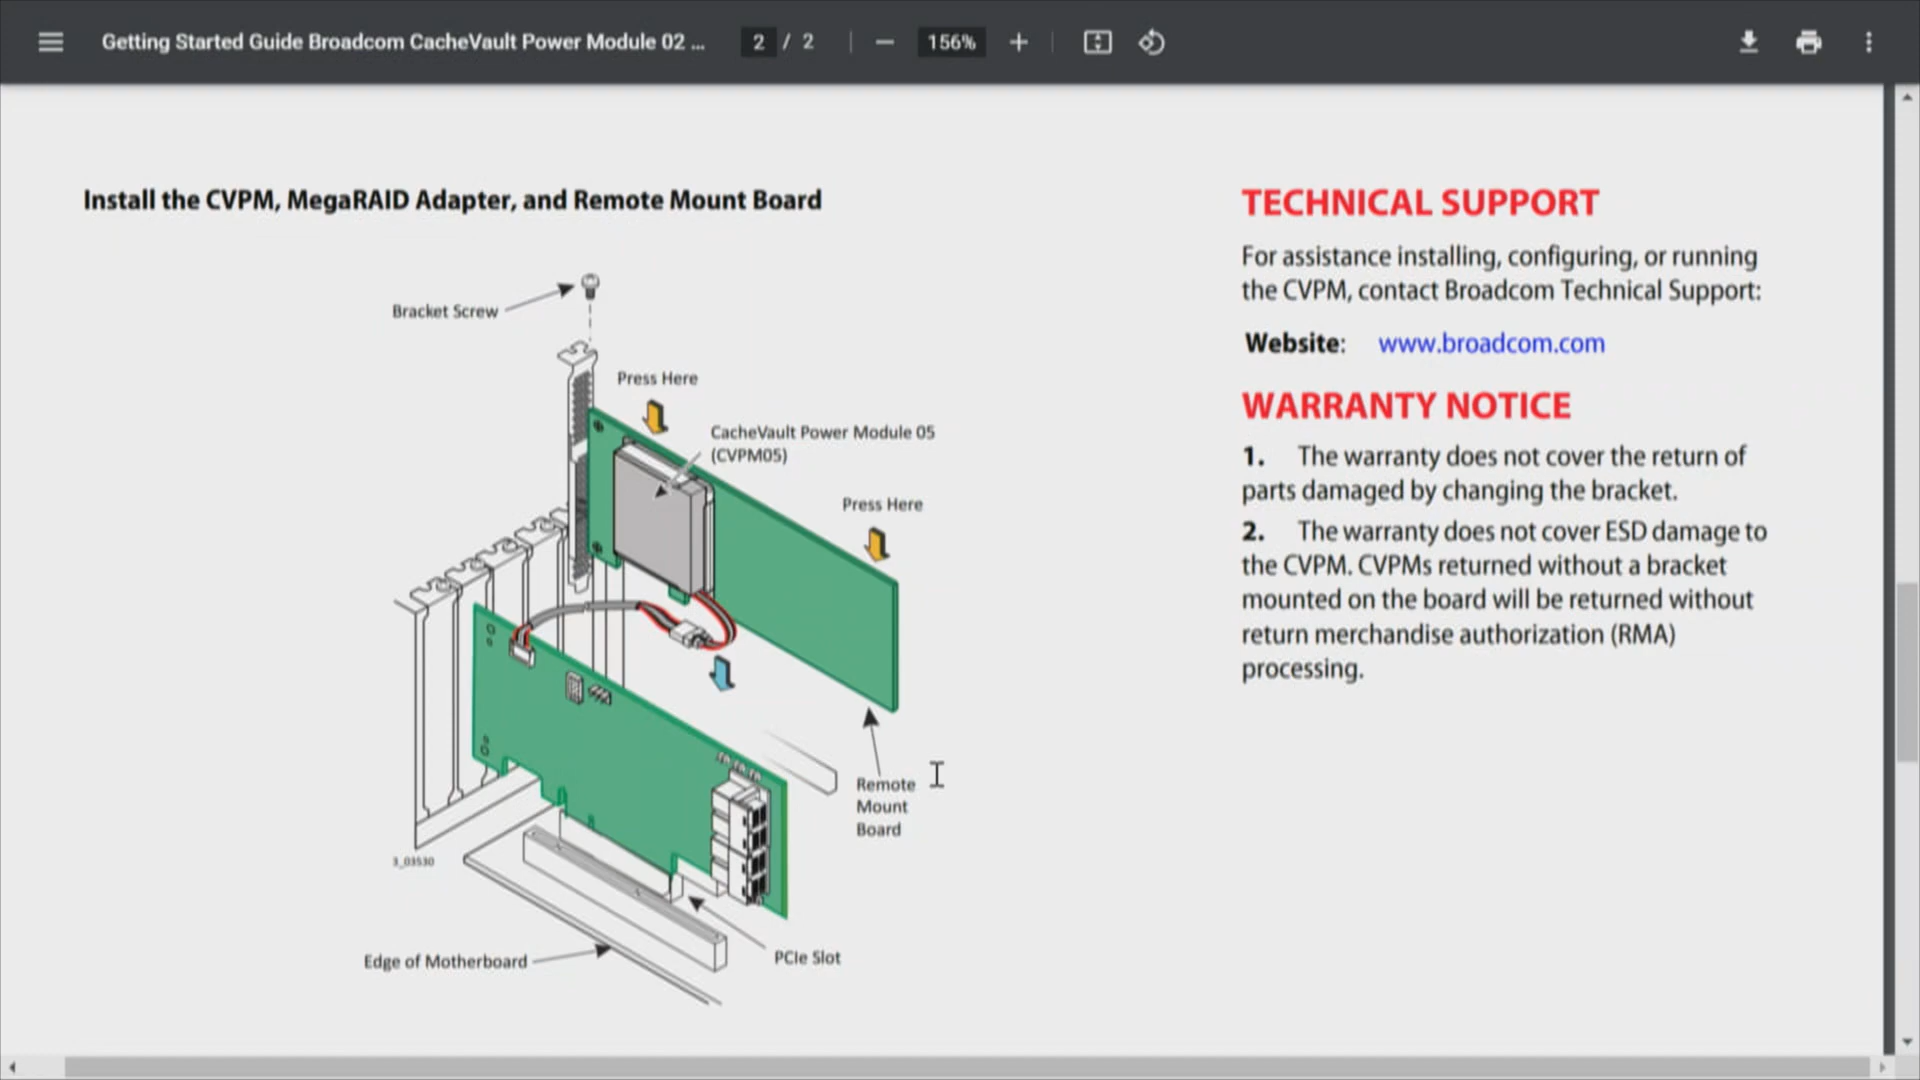 Getting Started Guide Broadcom CacheVault Power Module 02 ...
2 / 2
156%
Install the CVPM, MegaRAID Adapter, and Remote Mount Board
Bracket Screw
Press Here
CacheVault Power Module 05
(CVPM05)
Press Here
Remote
Mount
Board
3_03530
Edge of Motherboard
PCIe Slot
TECHNICAL SUPPORT
For assistance installing, configuring, or running
the CVPM, contact Broadcom Technical Support:
Website: www.broadcom.com
WARRANTY NOTICE
1. The warranty does not cover the return of
parts damaged by changing the bracket.
2. The warranty does not cover ESD damage to
the CVPM. CVPMs returned without a bracket
mounted on the board will be returned without
return merchandise authorization (RMA)
processing.